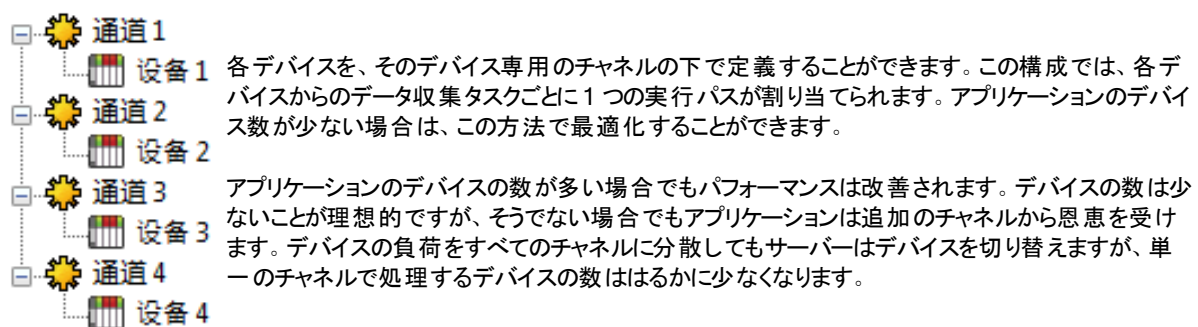 通道1
设备1
通道2
设备2
通道3
设备3
通道4
设备4
各デバイスを、そのデバイス専用のチャネルの下で定義することができます。この構成では、各デ
バイスからのデータ収集タスクごとに1 つの実行パスが割り当てられます。アプリケーションのデバイ
ス数が少ない場合は、この方法で最適化することができます。
アプリケーションのデバイスの数が多い場合でもパフォーマンスは改善されます。デバイスの数は少
ないことが理想的ですが、そうでない場合でもアプリケーションは追加のチャネルから恩恵を受け
ます。デバイスの負荷をすべてのチャネルに分散してもサーバーはデバイスを切り替えますが、単
一のチャネルで処理するデバイスの数ははるかに少なくなります。